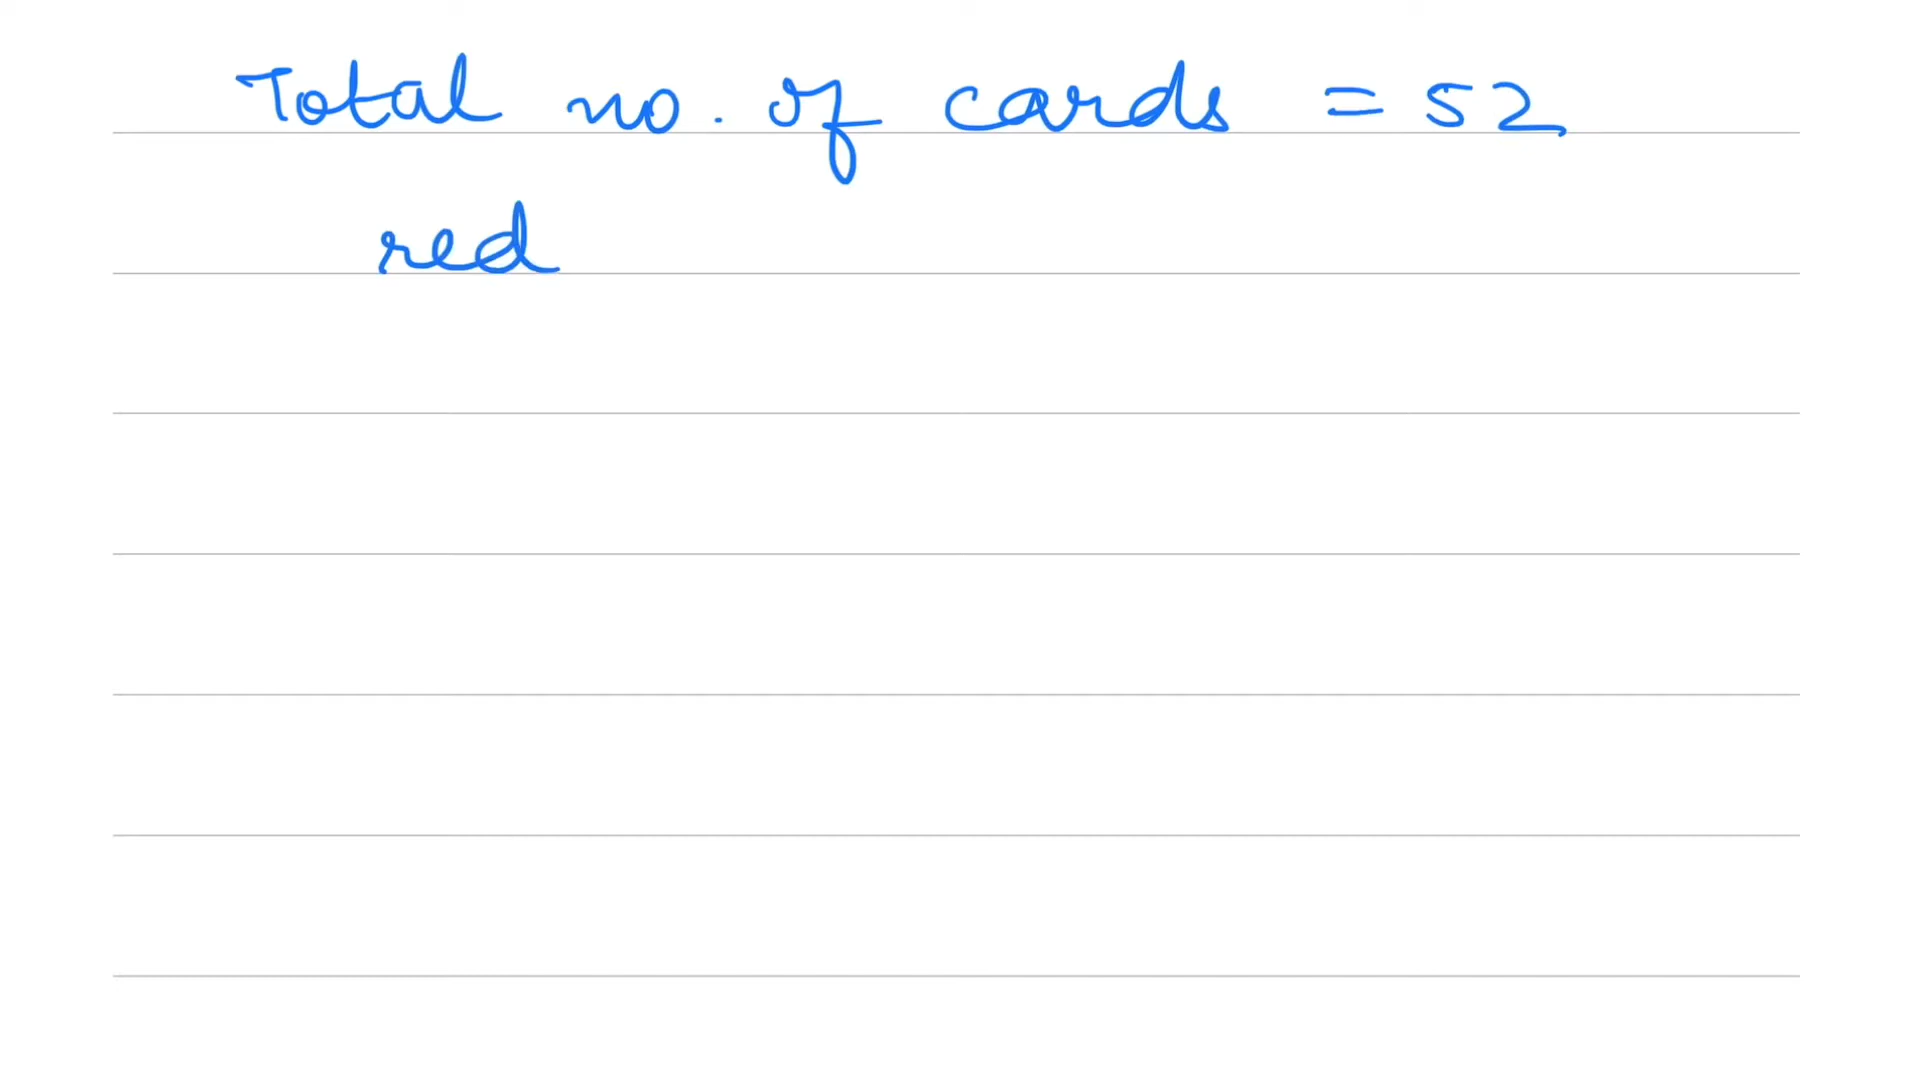 Total no. of cards = 52
red